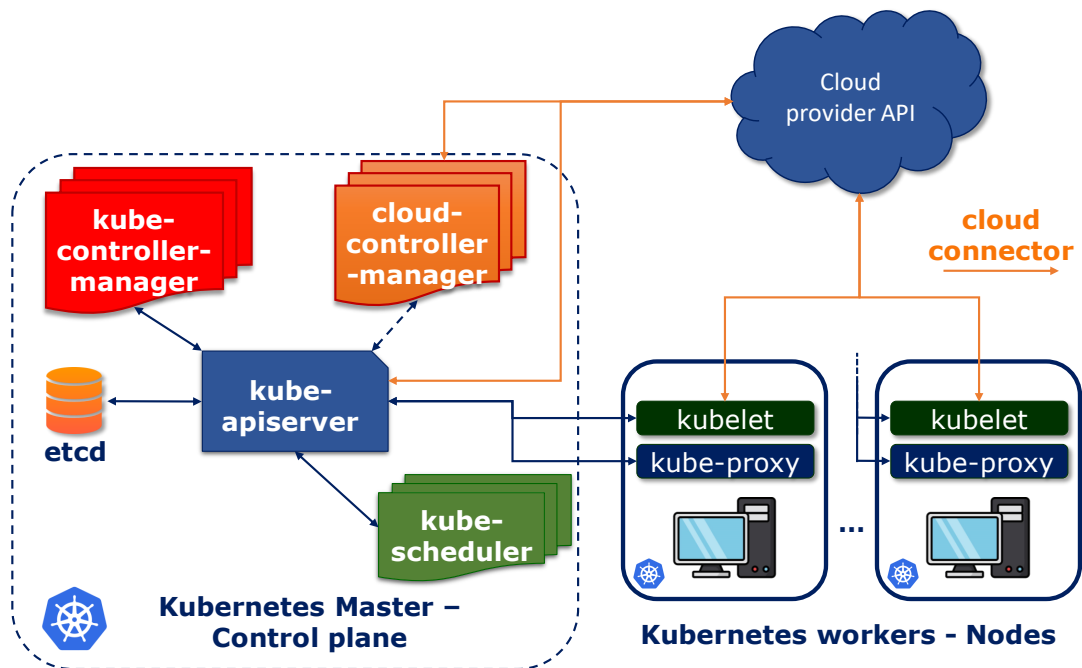 Cloud
provider API
kube-
controller-
manager
cloud-
controller
-manager
cloud
connector
kube-
apiserver
etcd
kubelet
kube-proxy
kubelet
kube-proxy
kube-
scheduler
...
Kubernetes Master –
Control plane
Kubernetes workers - Nodes